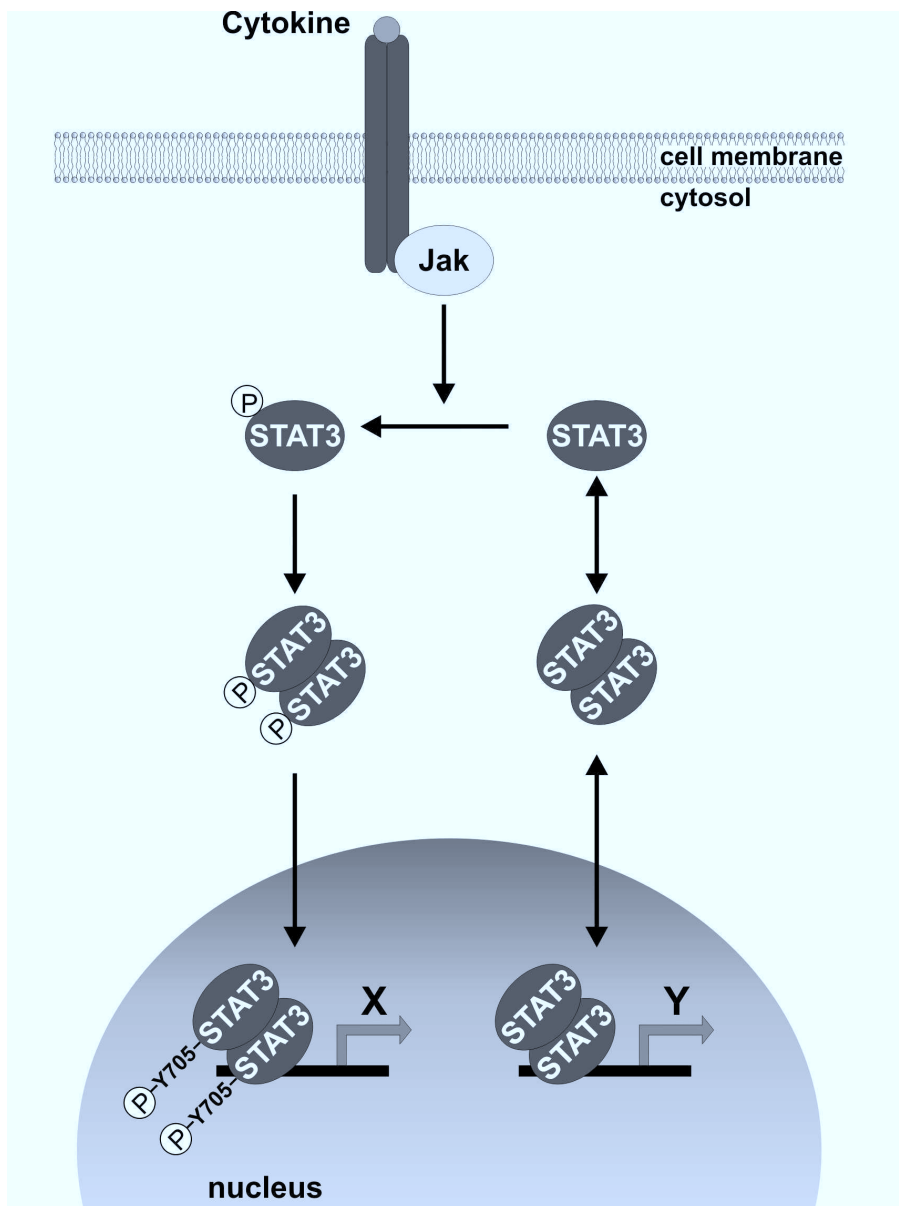 Cytokine
cell membrane
cytosol
Jak
P
STAT3
STAT3
STAT3
STAT3
P
P
STAT3
STAT3
STAT3
STAT3
P-Y705-
P-Y705-
X
STAT3
STAT3
Y
nucleus